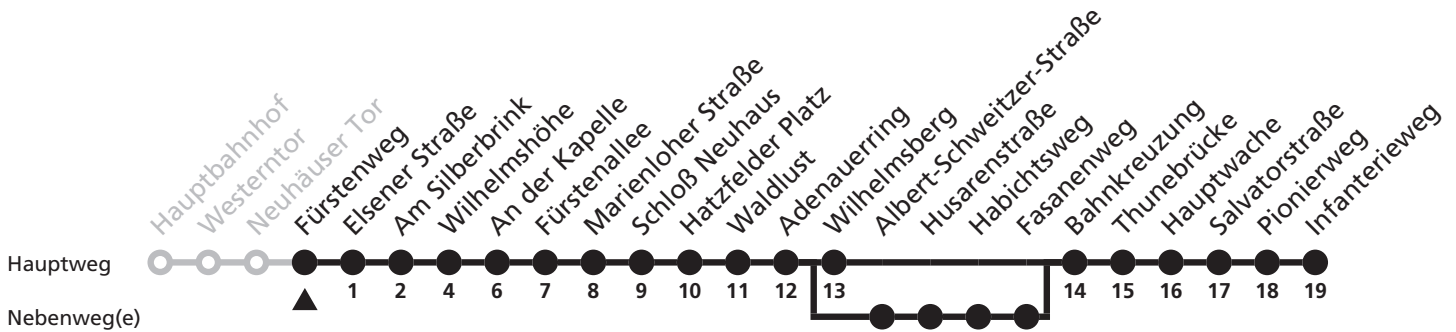 Hauptbahnhof
Westerntor
Neuhäuser Tor
Fürstenweg
Elsener Straße
Am Silberbrink
Wilhelmshöhe
An der Kapelle
Fürstenallee
Marienloher Straße
Schloß Neuhaus
Hatzfelder Platz
Waldlust
Adenauerring
Wilhelmsberg
Albert-Schweitzer-Straße
Husarenstraße
Habichtsweg
Fasanenweg
Bahnkreuzung
Thunebrücke
Hauptwache
Salvatorstraße
Pionierweg
Infanterieweg
Hauptweg
1 2 4 6 7 8 9 10 11 12 13 14 15 16 17 18 19
Nebenweg(e)